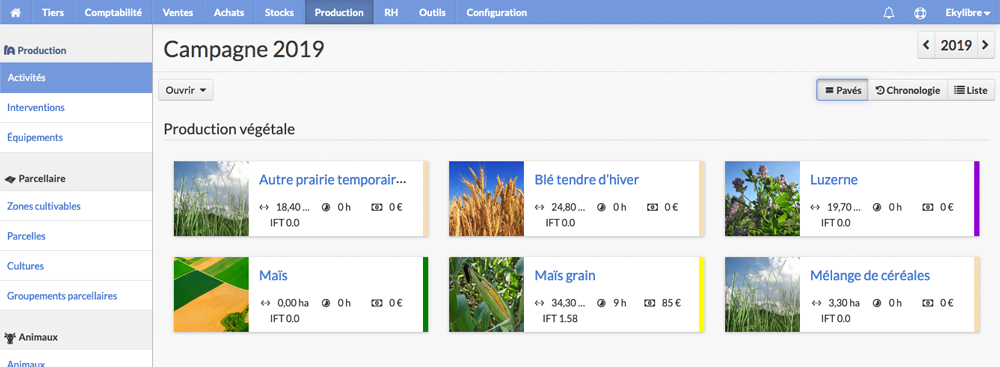 Tiers Comptabilité Ventes Achats Stocks Production RH Outils Configuration Ekylibre
Production
Activités
Interventions
Équipements
Parcellaire
Zones cultivables
Parcelles
Cultures
Groupements parcellaires
Animaux
Animaux
Campagne 2019
2019
Ouvrir
Pavés Chronologie Liste
Production végétale
Autre prairie temporair...
18,40 ... 0 h 0 €
IFT 0.0
Blé tendre d'hiver
24,80 ... 0 h 0 €
IFT 0.0
Luzerne
19,70 ... 0 h 0 €
IFT 0.0
Maïs
0,00 ha 0 h 0 €
IFT 0.0
Maïs grain
34,30 ... 9 h 85 €
IFT 1.58
Mélange de céréales
3,30 ha 0 h 0 €
IFT 0.0